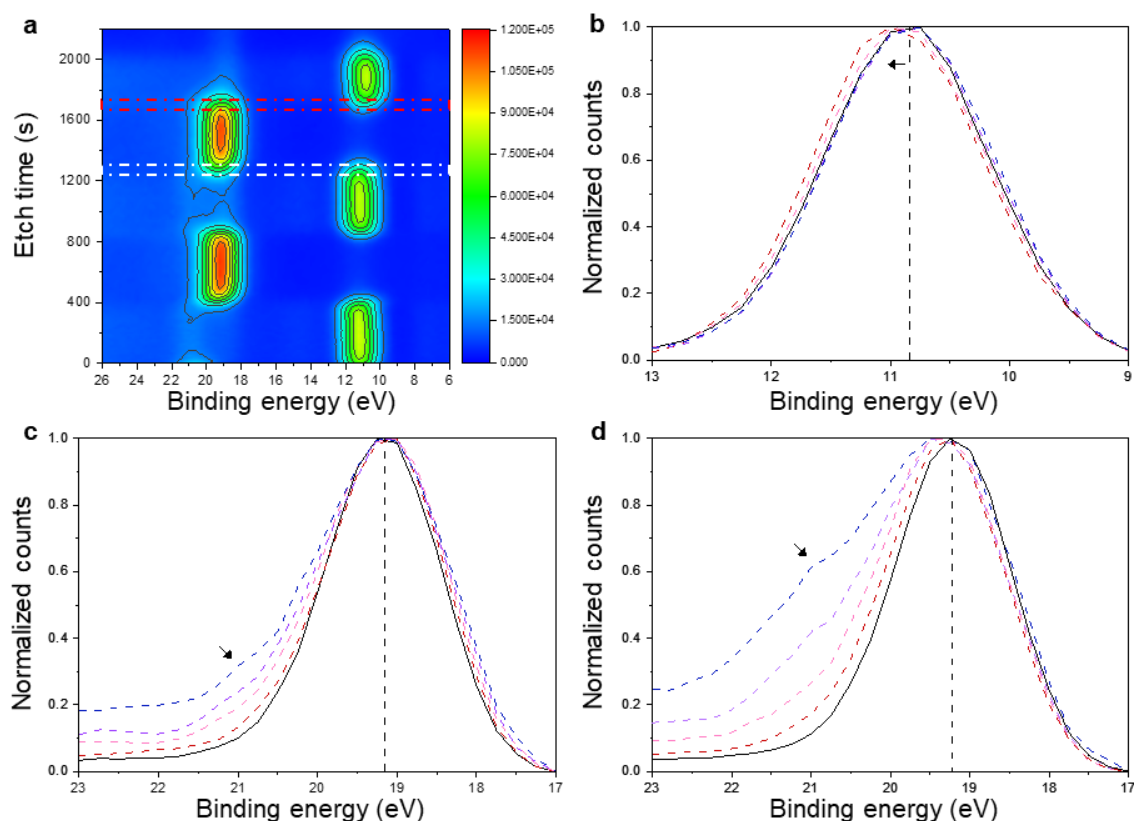 a
2000
1600
1200
800
400
0
Etch time (s)
26 24 22 20 18 16 14 12 10 8 6
Binding energy (eV)
1.200E+05
1.050E+05
9.000E+04
7.500E+04
6.000E+04
4.500E+04
3.000E+04
1.500E+04
0.000
b
1.0
0.8
0.6
0.4
0.2
0.0
Normalized counts
13 12 11 10 9
Binding energy (eV)
c
1.0
0.8
0.6
0.4
0.2
0.0
Normalized counts
23 22 21 20 19 18 17
Binding energy (eV)
d
1.0
0.8
0.6
0.4
0.2
0.0
Normalized counts
23 22 21 20 19 18 17
Binding energy (eV)